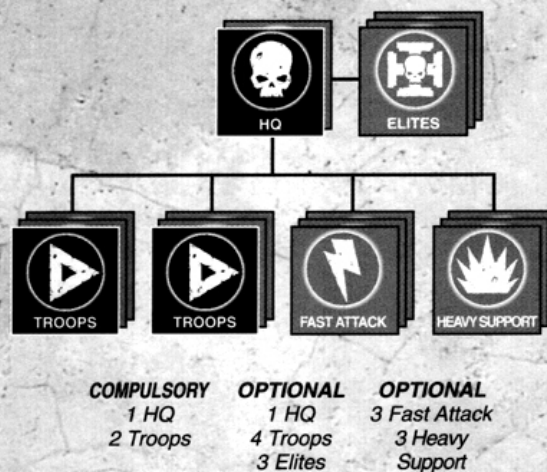 HQ
ELITES
TROOPS
TROOPS
FAST ATTACK
HEAVY SUPPORT
COMPULSORY
1 HQ
2 Troops
OPTIONAL
1 HQ
4 Troops
3 Elites
OPTIONAL
3 Fast Attack
3 Heavy
Support